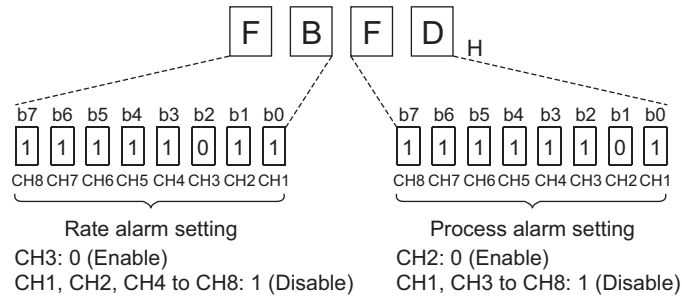 F B F D H
b7 b6 b5 b4 b3 b2 b1 b0 b7 b6 b5 b4 b3 b2 b1 b0
1 1 1 1 1 0 1 1 1 1 1 1 1 1 0 1
CH8 CH7 CH6 CH5 CH4 CH3 CH2 CH1 CH8 CH7 CH6 CH5 CH4 CH3 CH2 CH1
Rate alarm setting
CH3: 0 (Enable)
CH1, CH2, CH4 to CH8: 1 (Disable)
Process alarm setting
CH2: 0 (Enable)
CH1, CH3 to CH8: 1 (Disable)